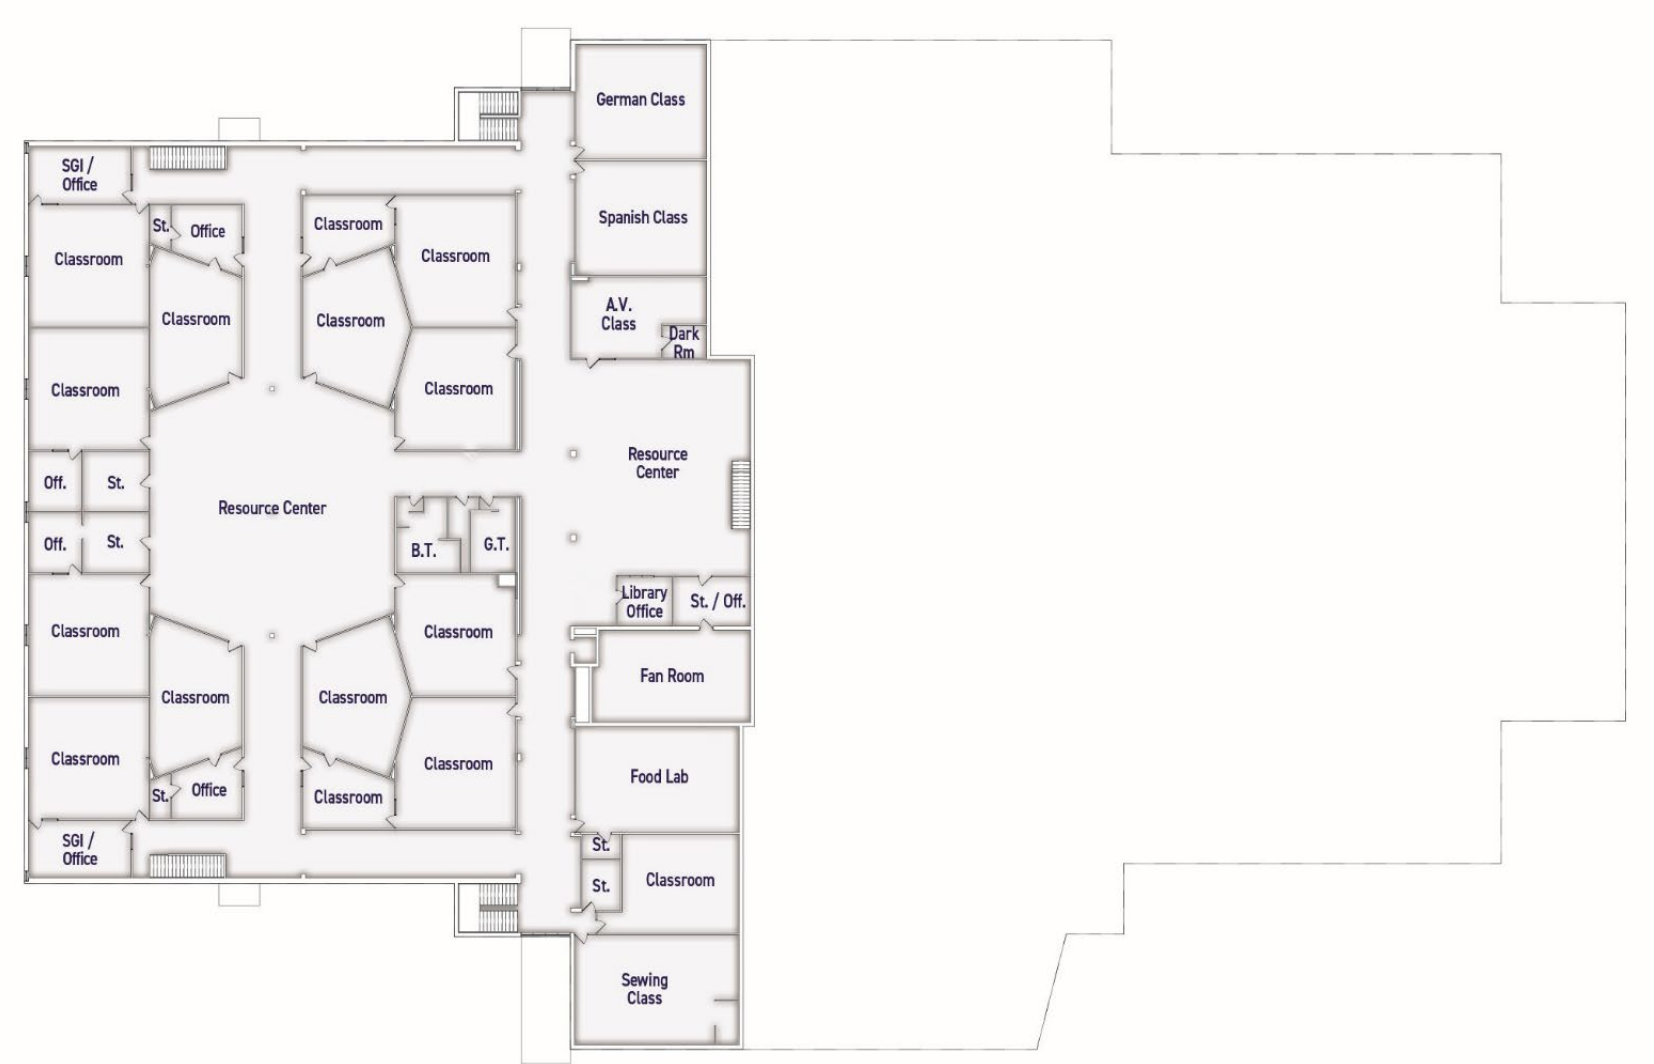 German Class
SGI /
Office
Spanish Class
St.
Office
Classroom
Classroom
Classroom
Classroom
Classroom
A.V.
Class
Classroom
Dark
Rm
Classroom
Classroom
Resource
Center
Off.
St.
Resource Center
Off.
St.
B.T.
G.T.
Library
Office
St. / Off.
Classroom
Classroom
Fan Room
Classroom
Classroom
Classroom
Classroom
Food Lab
St.
Office
Classroom
SGI /
Office
St.
St.
Classroom
Sewing
Class